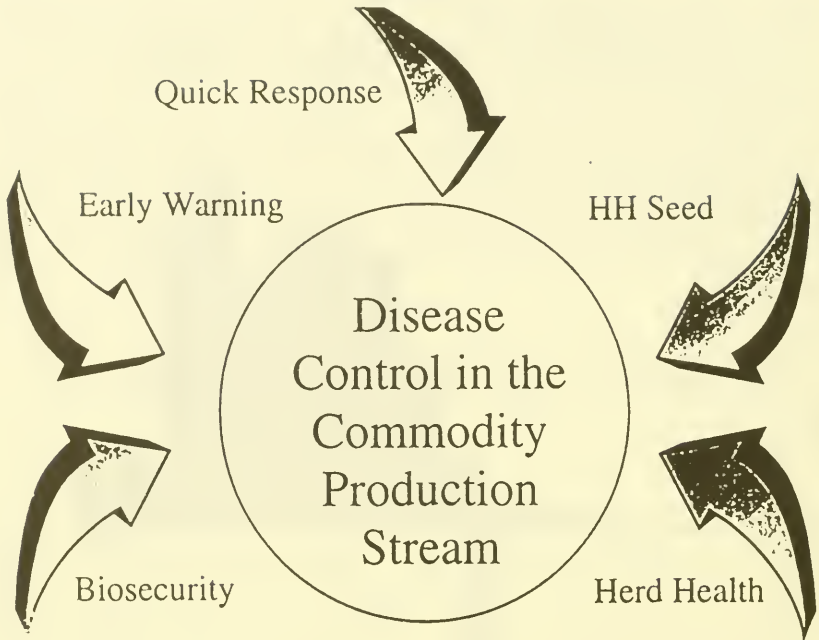 Quick Response
Early Warning
HH Seed
Disease
Control in the
Commodity
Production
Stream
Biosecurity
Herd Health